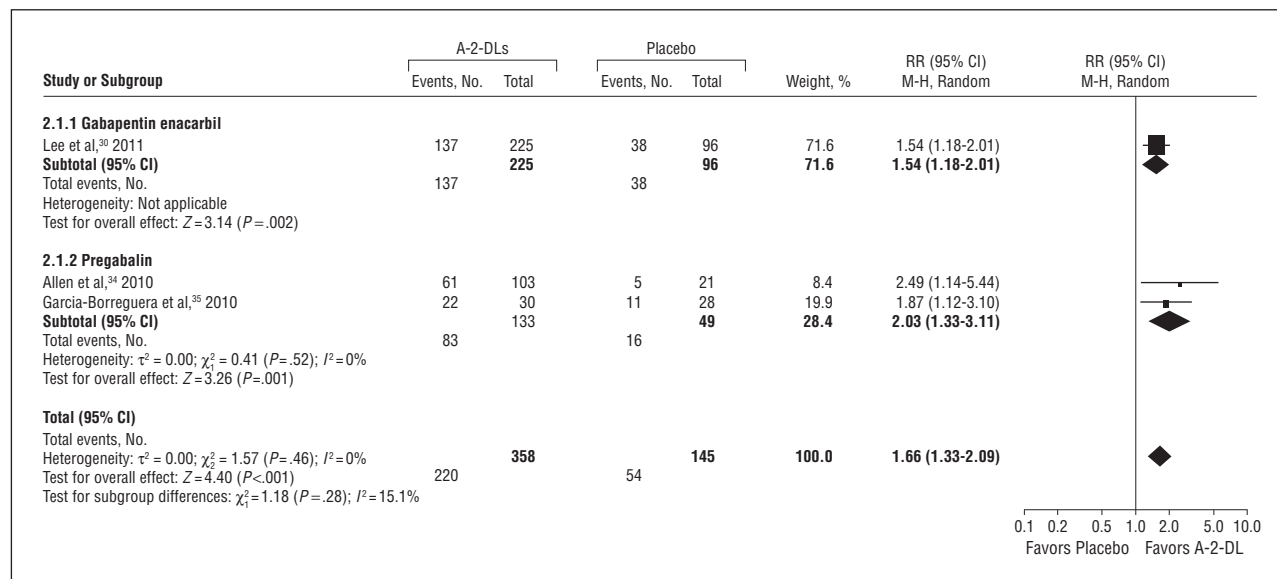 A-2-DLs Placebo
RR (95% CI) RR (95% CI)
Study or Subgroup Events, No. Total Events, No. Total Weight, % M-H, Random M-H, Random
2.1.1 Gabapentin enacarbil
Lee et al,³⁰ 2011 137 225 38 96 71.6 1.54 (1.18-2.01)
Subtotal (95% CI) 225 96 71.6 1.54 (1.18-2.01)
Total events, No. 137 38
Heterogeneity: Not applicable
Test for overall effect: Z=3.14 (P=.002)
2.1.2 Pregabalin
Allen et al,³⁴ 2010 61 103 5 21 8.4 2.49 (1.14-5.44)
Garcia-Borreguera et al,³⁵ 2010 22 30 11 28 19.9 1.87 (1.12-3.10)
Subtotal (95% CI) 133 49 28.4 2.03 (1.33-3.11)
Total events, No. 83 16
Heterogeneity: τ² = 0.00; χ²₁ = 0.41 (P=.52); I²=0%
Test for overall effect: Z=3.26 (P=.001)
Total (95% CI)
Total events, No.
Heterogeneity: τ² = 0.00; χ²₂ = 1.57 (P=.46); I²=0% 358 145 100.0 1.66 (1.33-2.09)
Test for overall effect: Z=4.40 (P<.001) 220 54
Test for subgroup differences: χ²₁=1.18 (P=.28); I²=15.1%
0.1 0.2 0.5 1.0 2.0 5.0 10.0
Favors Placebo Favors A-2-DL